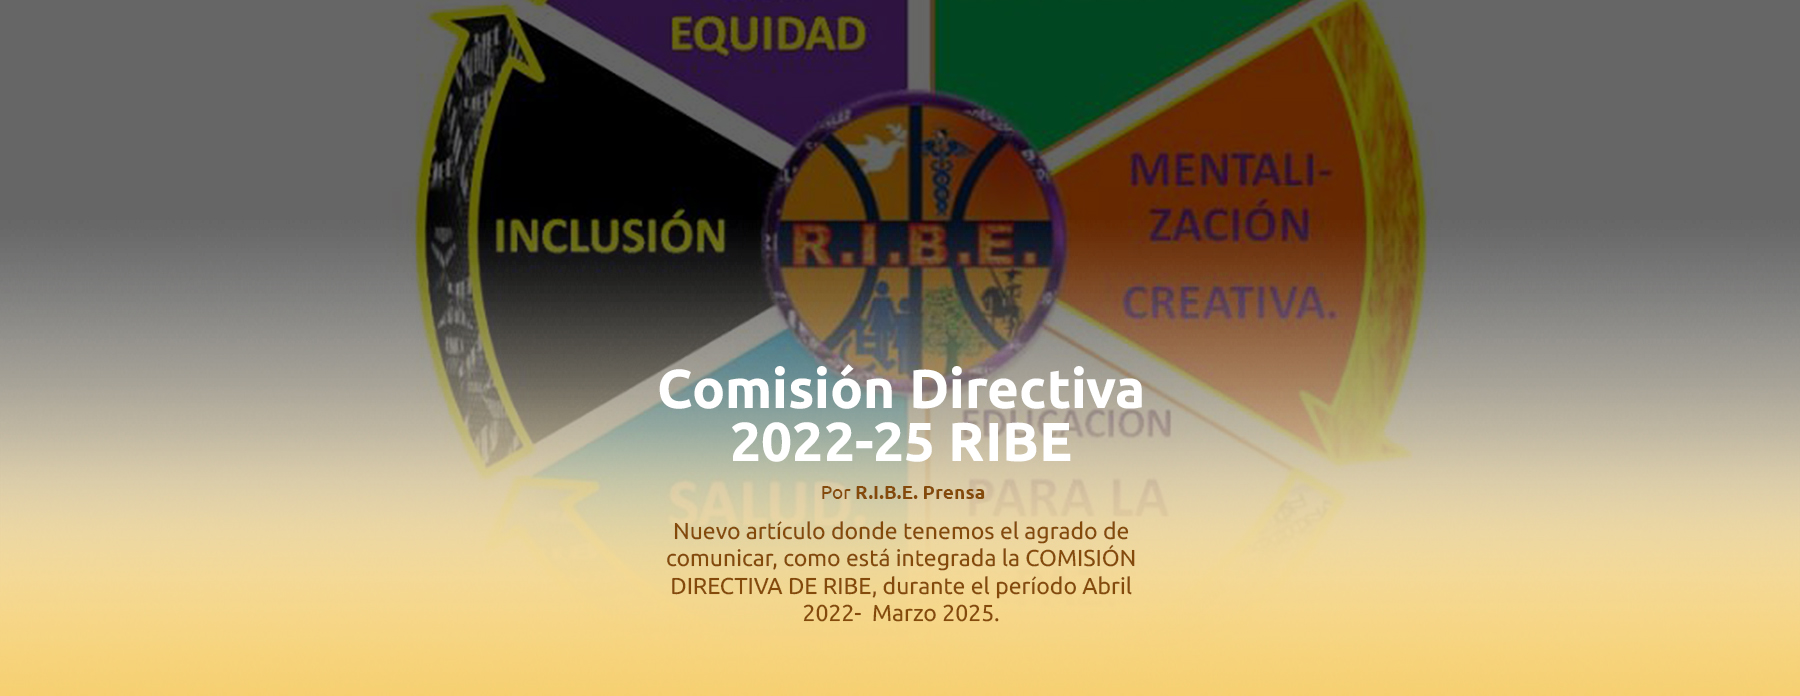 EQUIDAD
INCLUSIÓN
R.I.B.E.
MENTALI-
ZACIÓN
CREATIVA.
Comisión Directiva
2022-25 RIBE
EDUCACION
PARA LA
SALUD.
Por R.I.B.E. Prensa
Nuevo artículo donde tenemos el agrado de
comunicar, como está integrada la COMISIÓN
DIRECTIVA DE RIBE, durante el período Abril
2022-  Marzo 2025.